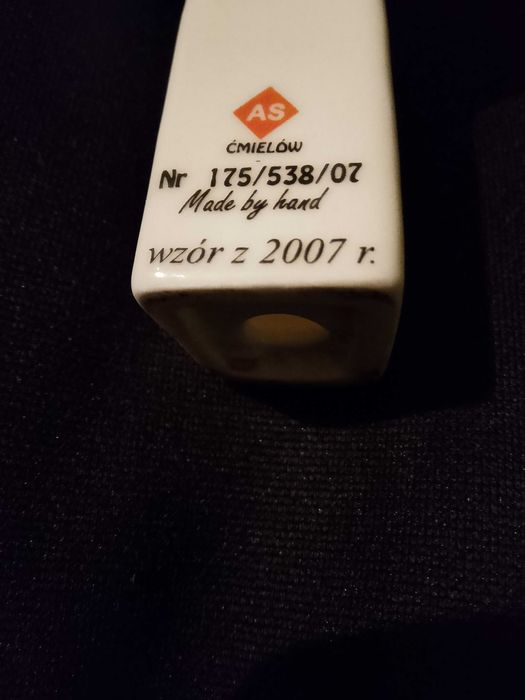 AS
ĆMIELÓW
Nr 175/538/07
Made by hand
wzór z 2007 r.